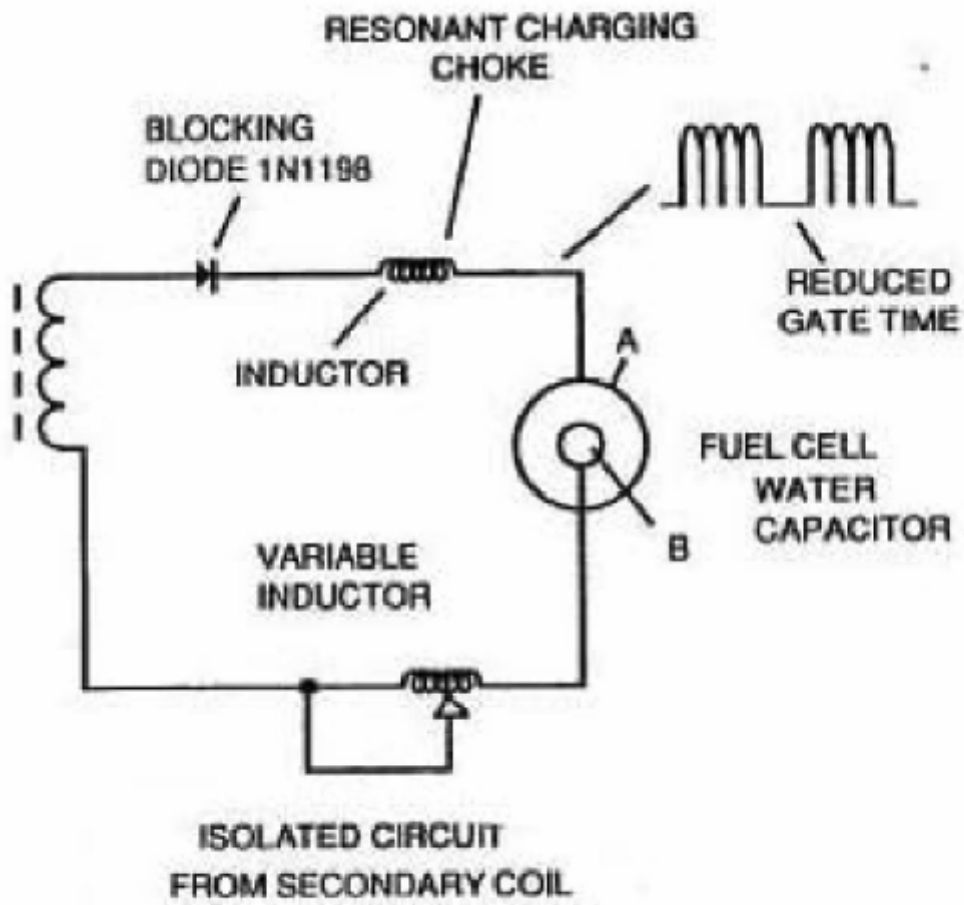 RESONANT CHARGING
CHOKE
BLOCKING
DIODE 1N1198
REDUCED
GATE TIME
INDUCTOR
A
FUEL CELL
WATER
CAPACITOR
B
VARIABLE
INDUCTOR
ISOLATED CIRCUIT
FROM SECONDARY COIL